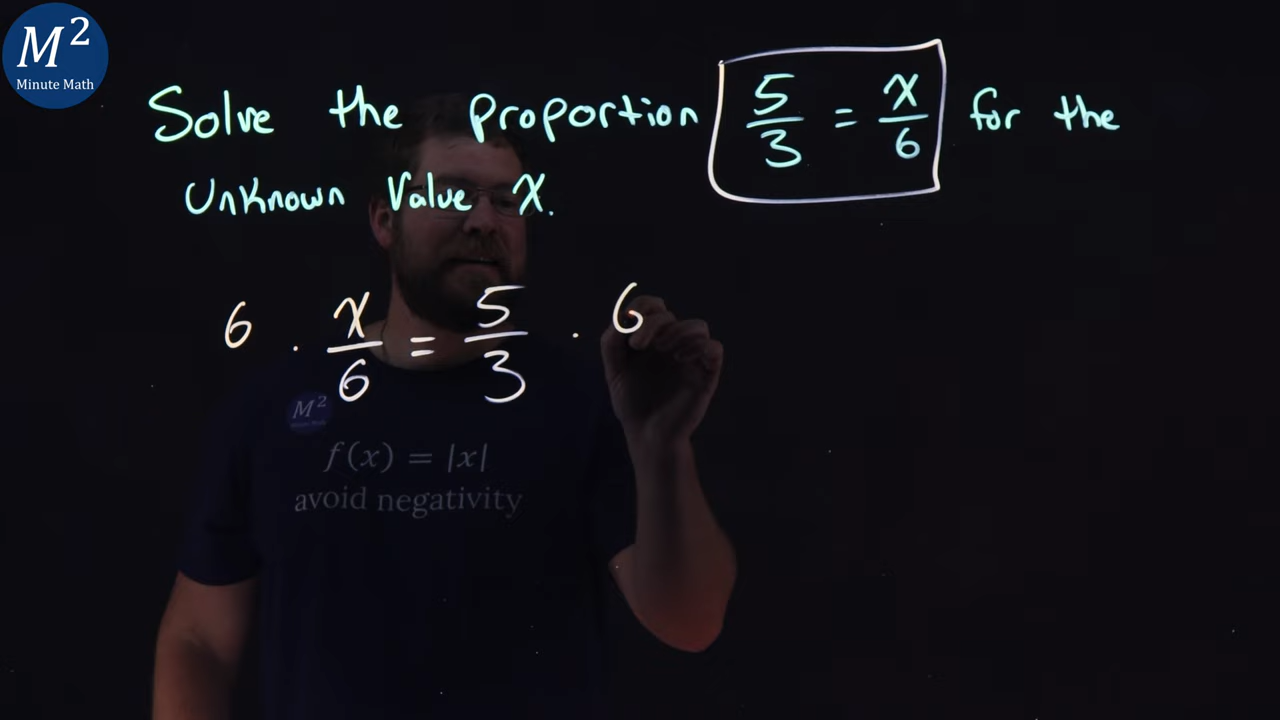 M²
Minute Math
Solve the proportion 5/3 = x/6 for the
Unknown Value x.
6 · x/6 = 5/3 · 6
M²
Minute Math
f(x) = |x|
avoid negativity